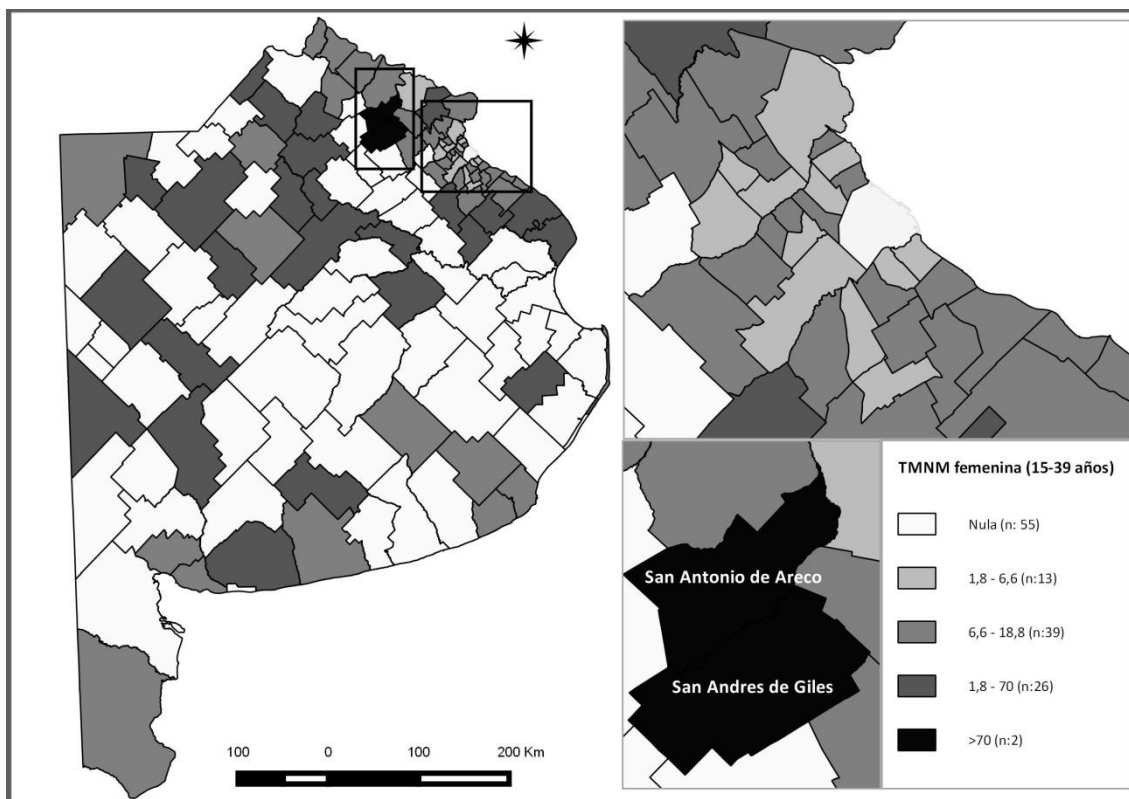 San Antonio de Areco
San Andres de Giles
TMNM femenina (15-39 años)
Nula (n: 55)
1,8 - 6,6 (n:13)
6,6 - 18,8 (n:39)
1,8 - 70 (n:26)
>70 (n:2)
100 0 100 200 Km